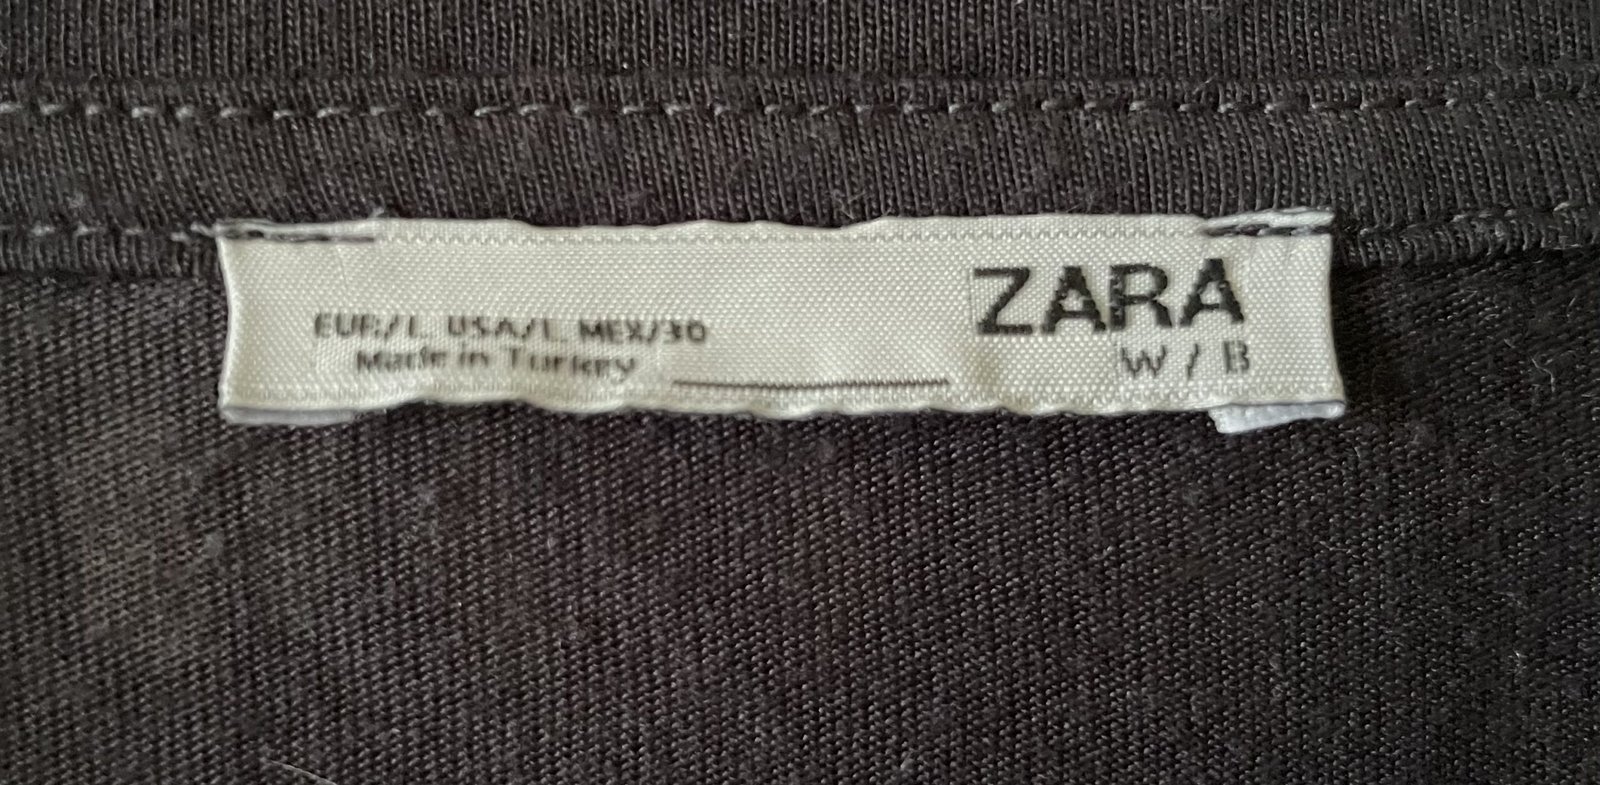 EUR/L USA/L MEX/30
Made in Turkey
ZARA
W / B